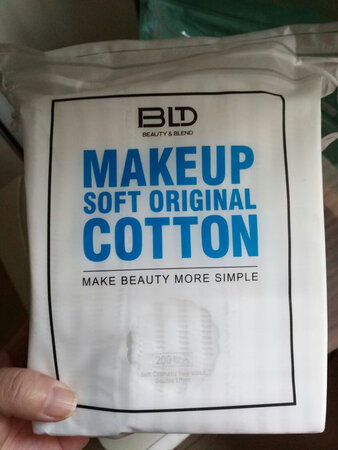 BLD
BEAUTY & BLEND
MAKEUP
SOFT ORIGINAL
COTTON
MAKE BEAUTY MORE SIMPLE